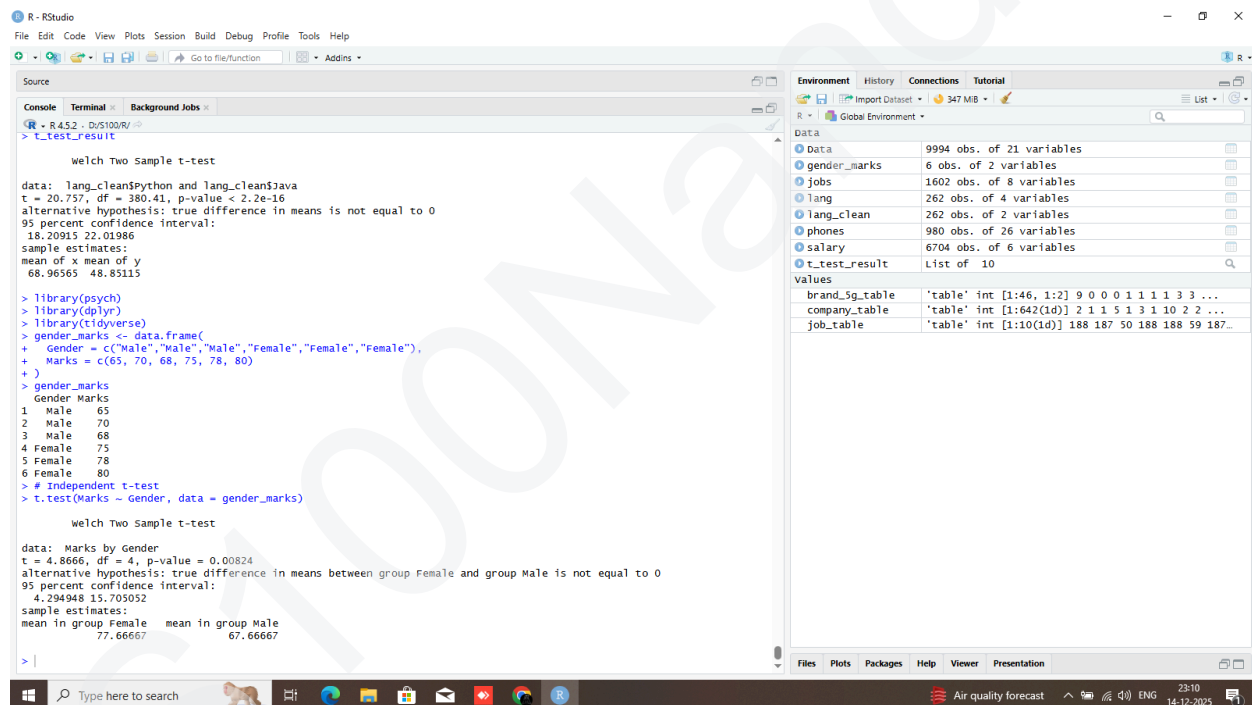 R - RStudio
File Edit Code View Plots Session Build Debug Profile Tools Help
Go to file/function
Addins
R
Source
Console Terminal Background Jobs
R 4.5.2 · D:/S100/R/
> t_test_result
Welch Two Sample t-test
data:  lang_clean$Python and lang_clean$Java
t = 20.757, df = 380.41, p-value < 2.2e-16
alternative hypothesis: true difference in means is not equal to 0
95 percent confidence interval:
18.20915 22.01986
sample estimates:
mean of x mean of y
68.96565  48.85115
> library(psych)
> library(dplyr)
> library(tidyverse)
> gender_marks <- data.frame(
+   Gender = c("Male","Male","Male","Female","Female","Female"),
+   Marks = c(65, 70, 68, 75, 78, 80)
+ )
> gender_marks
Gender Marks
1   Male    65
2   Male    70
3   Male    68
4 Female    75
5 Female    78
6 Female    80
> # Independent t-test
> t.test(Marks ~ Gender, data = gender_marks)
Welch Two Sample t-test
data:  Marks by Gender
t = 4.8666, df = 4, p-value = 0.00824
alternative hypothesis: true difference in means between group Female and group Male is not equal to 0
95 percent confidence interval:
4.294948 15.705052
sample estimates:
mean in group Female   mean in group Male
77.66667             67.66667
>
Environment History Connections Tutorial
Import Dataset 347 MiB List
R Global Environment
Data
Data 9994 obs. of 21 variables
gender_marks 6 obs. of 2 variables
jobs 1602 obs. of 8 variables
lang 262 obs. of 4 variables
lang_clean 262 obs. of 2 variables
phones 980 obs. of 26 variables
salary 6704 obs. of 6 variables
t_test_result List of  10
Values
brand_5g_table 'table' int [1:46, 1:2] 9 0 0 0 1 1 1 1 3 3 ...
company_table 'table' int [1:642(1d)] 2 1 1 5 1 3 1 10 2 2 ...
job_table 'table' int [1:10(1d)] 188 187 50 188 188 59 187…
Files Plots Packages Help Viewer Presentation
Type here to search
Air quality forecast
ENG
23:10
14-12-2025
1